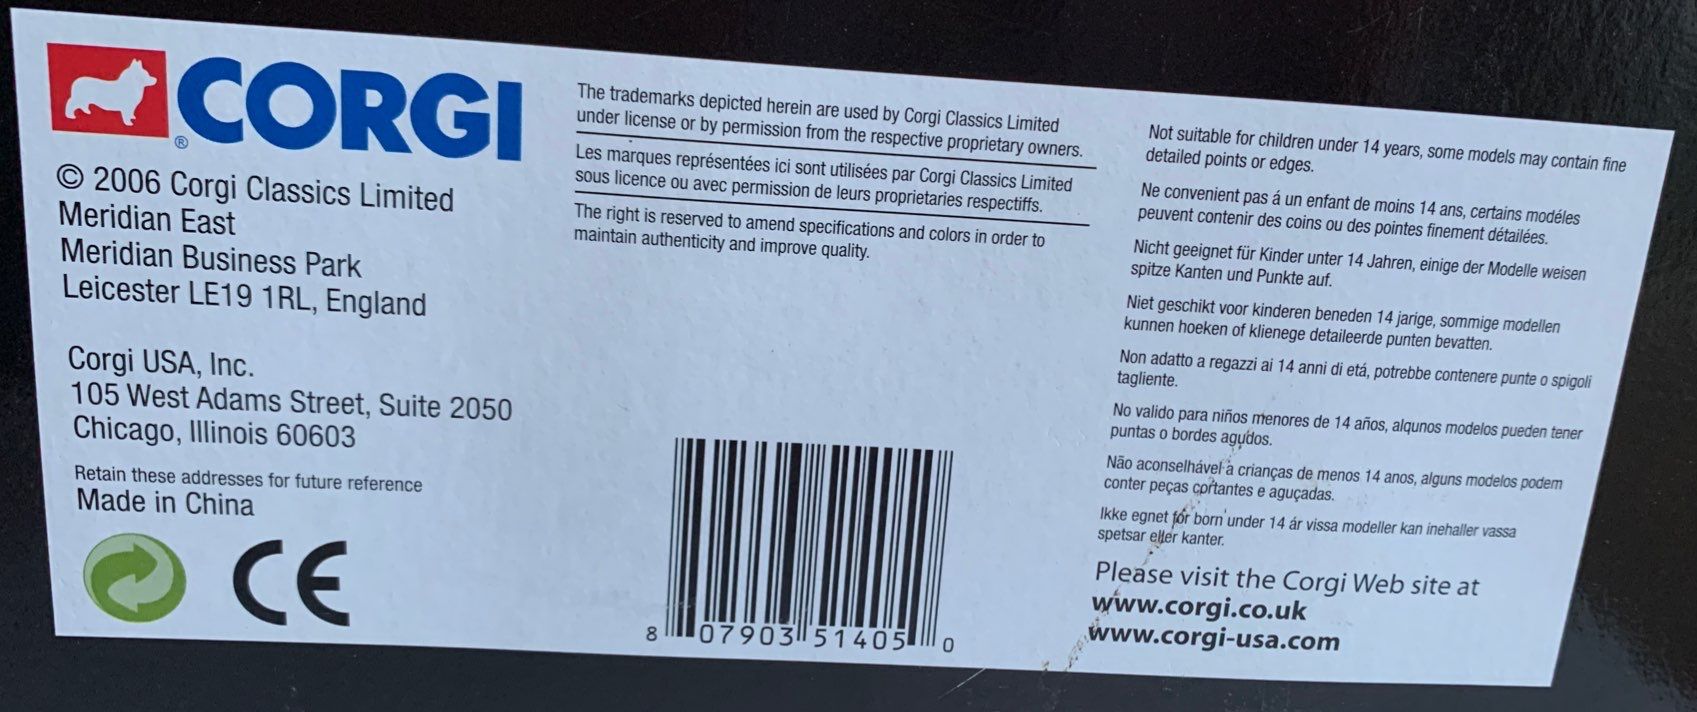 CORGI
®
© 2006 Corgi Classics Limited
Meridian East
Meridian Business Park
Leicester LE19 1RL, England
Corgi USA, Inc.
105 West Adams Street, Suite 2050
Chicago, Illinois 60603
Retain these addresses for future reference
Made in China
CE
The trademarks depicted herein are used by Corgi Classics Limited
under license or by permission from the respective proprietary owners.
Les marques représentées ici sont utilisées par Corgi Classics Limited
sous licence ou avec permission de leurs proprietaries respectiffs.
The right is reserved to amend specifications and colors in order to
maintain authenticity and improve quality.
8 07903 51405 0
Not suitable for children under 14 years, some models may contain fine
detailed points or edges.
Ne convenient pas á un enfant de moins 14 ans, certains modéles
peuvent contenir des coins ou des pointes finement détailées.
Nicht geeignet für Kinder unter 14 Jahren, einige der Modelle weisen
spitze Kanten und Punkte auf.
Niet geschikt voor kinderen beneden 14 jarige, sommige modellen
kunnen hoeken of klienege detaileerde punten bevatten.
Non adatto a regazzi ai 14 anni di etá, potrebbe contenere punte o spigoli
tagliente.
No valido para niños menores de 14 años, alqunos modelos pueden tener
puntas o bordes agudos.
Não aconselhável à crianças de menos 14 anos, alguns modelos podem
conter peças cortantes e aguçadas.
Ikke egnet for born under 14 ár vissa modeller kan inehaller vassa
spetsar eller kanter.
Please visit the Corgi Web site at
www.corgi.co.uk
www.corgi-usa.com